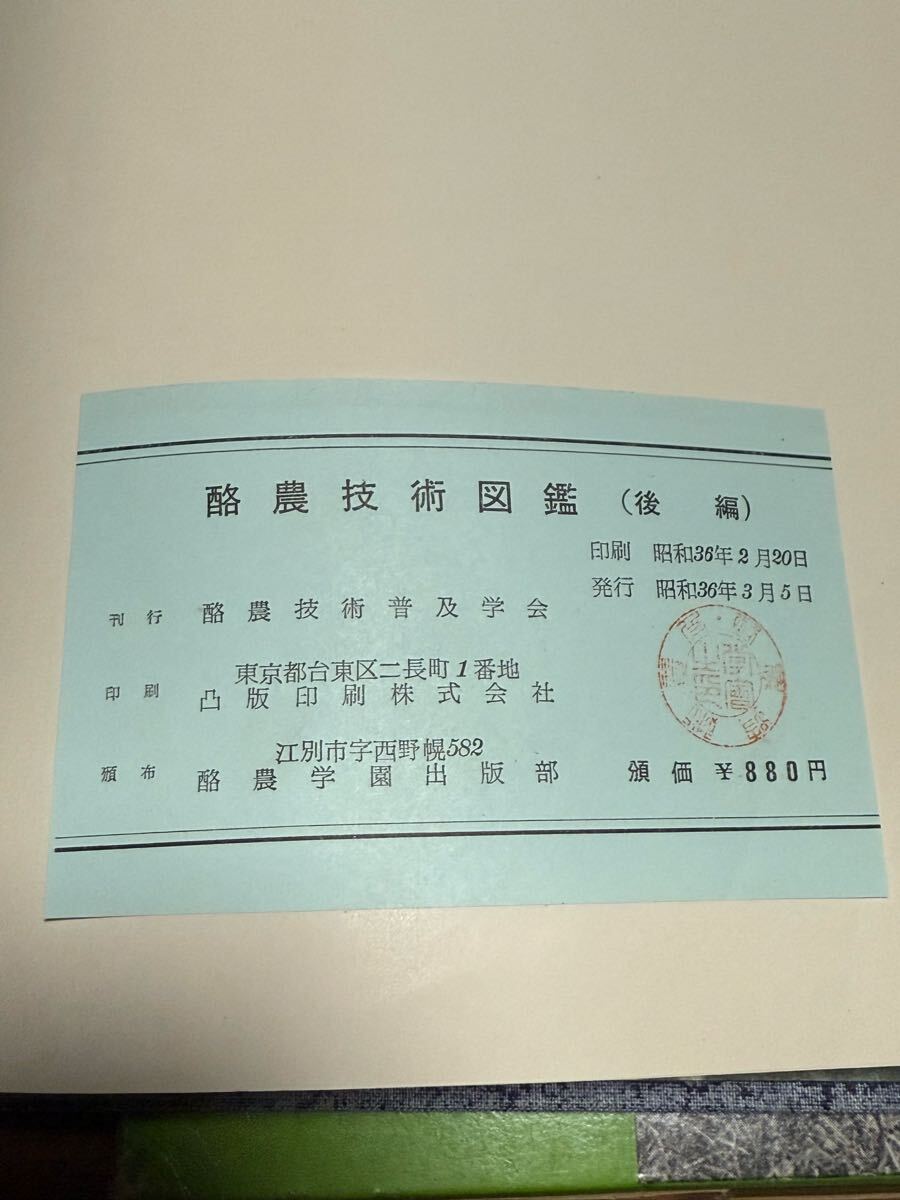 酪農技術図鑑（後編）
印刷 昭和36年2月20日
発行 昭和36年3月5日
刊行 酪農技術普及学会
東京都台東区二長町1番地
印刷 凸版印刷株式会社
江別市字西野幌582
頒布 酪農学園出版部 頒価 ¥880円